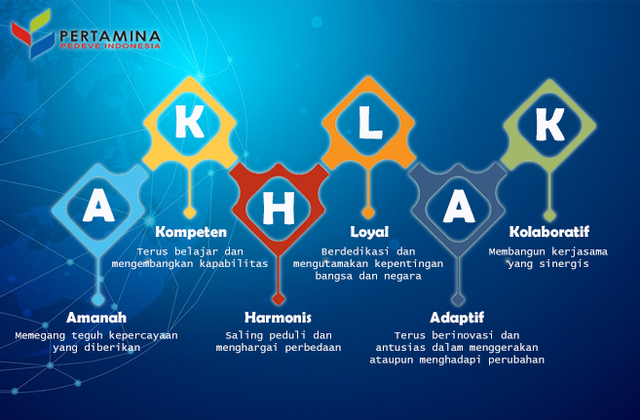 PERTAMINA
PEDEVE INDONESIA
A
K
H
L
A
K
Amanah
Memegang teguh kepercayaan
yang diberikan
Kompeten
Terus belajar dan
mengembangkan kapabilitas
Harmonis
Saling peduli dan
menghargai perbedaan
Loyal
Berdedikasi dan
mengutamakan kepentingan
bangsa dan negara
Adaptif
Terus berinovasi dan
antusias dalam menggerakan
ataupun menghadapi perubahan
Kolaboratif
Membangun kerjasama
yang sinergis